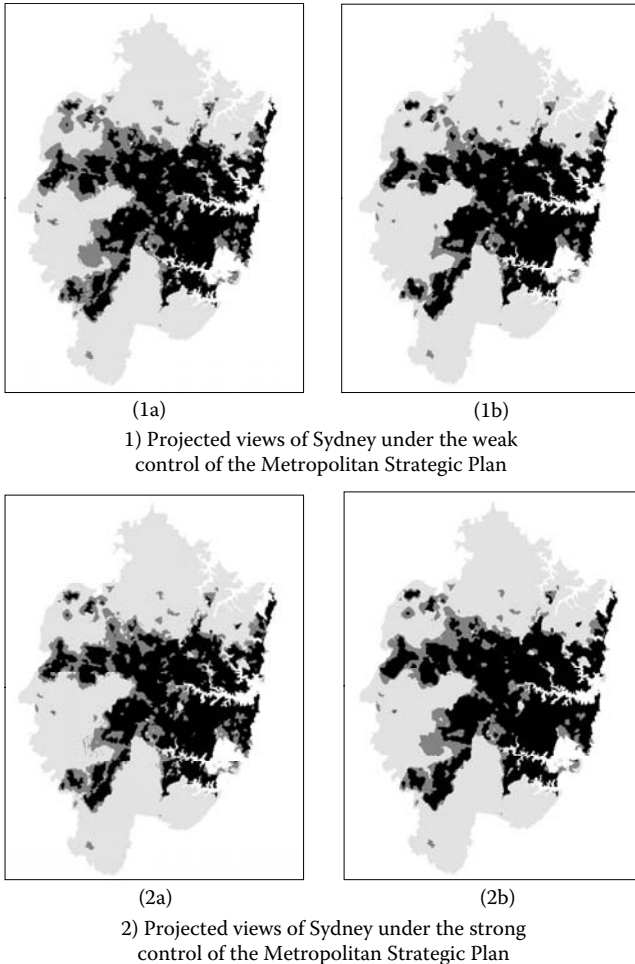 (1a)
(1b)
1) Projected views of Sydney under the weak
control of the Metropolitan Strategic Plan
(2a)
(2b)
2) Projected views of Sydney under the strong
control of the Metropolitan Strategic Plan